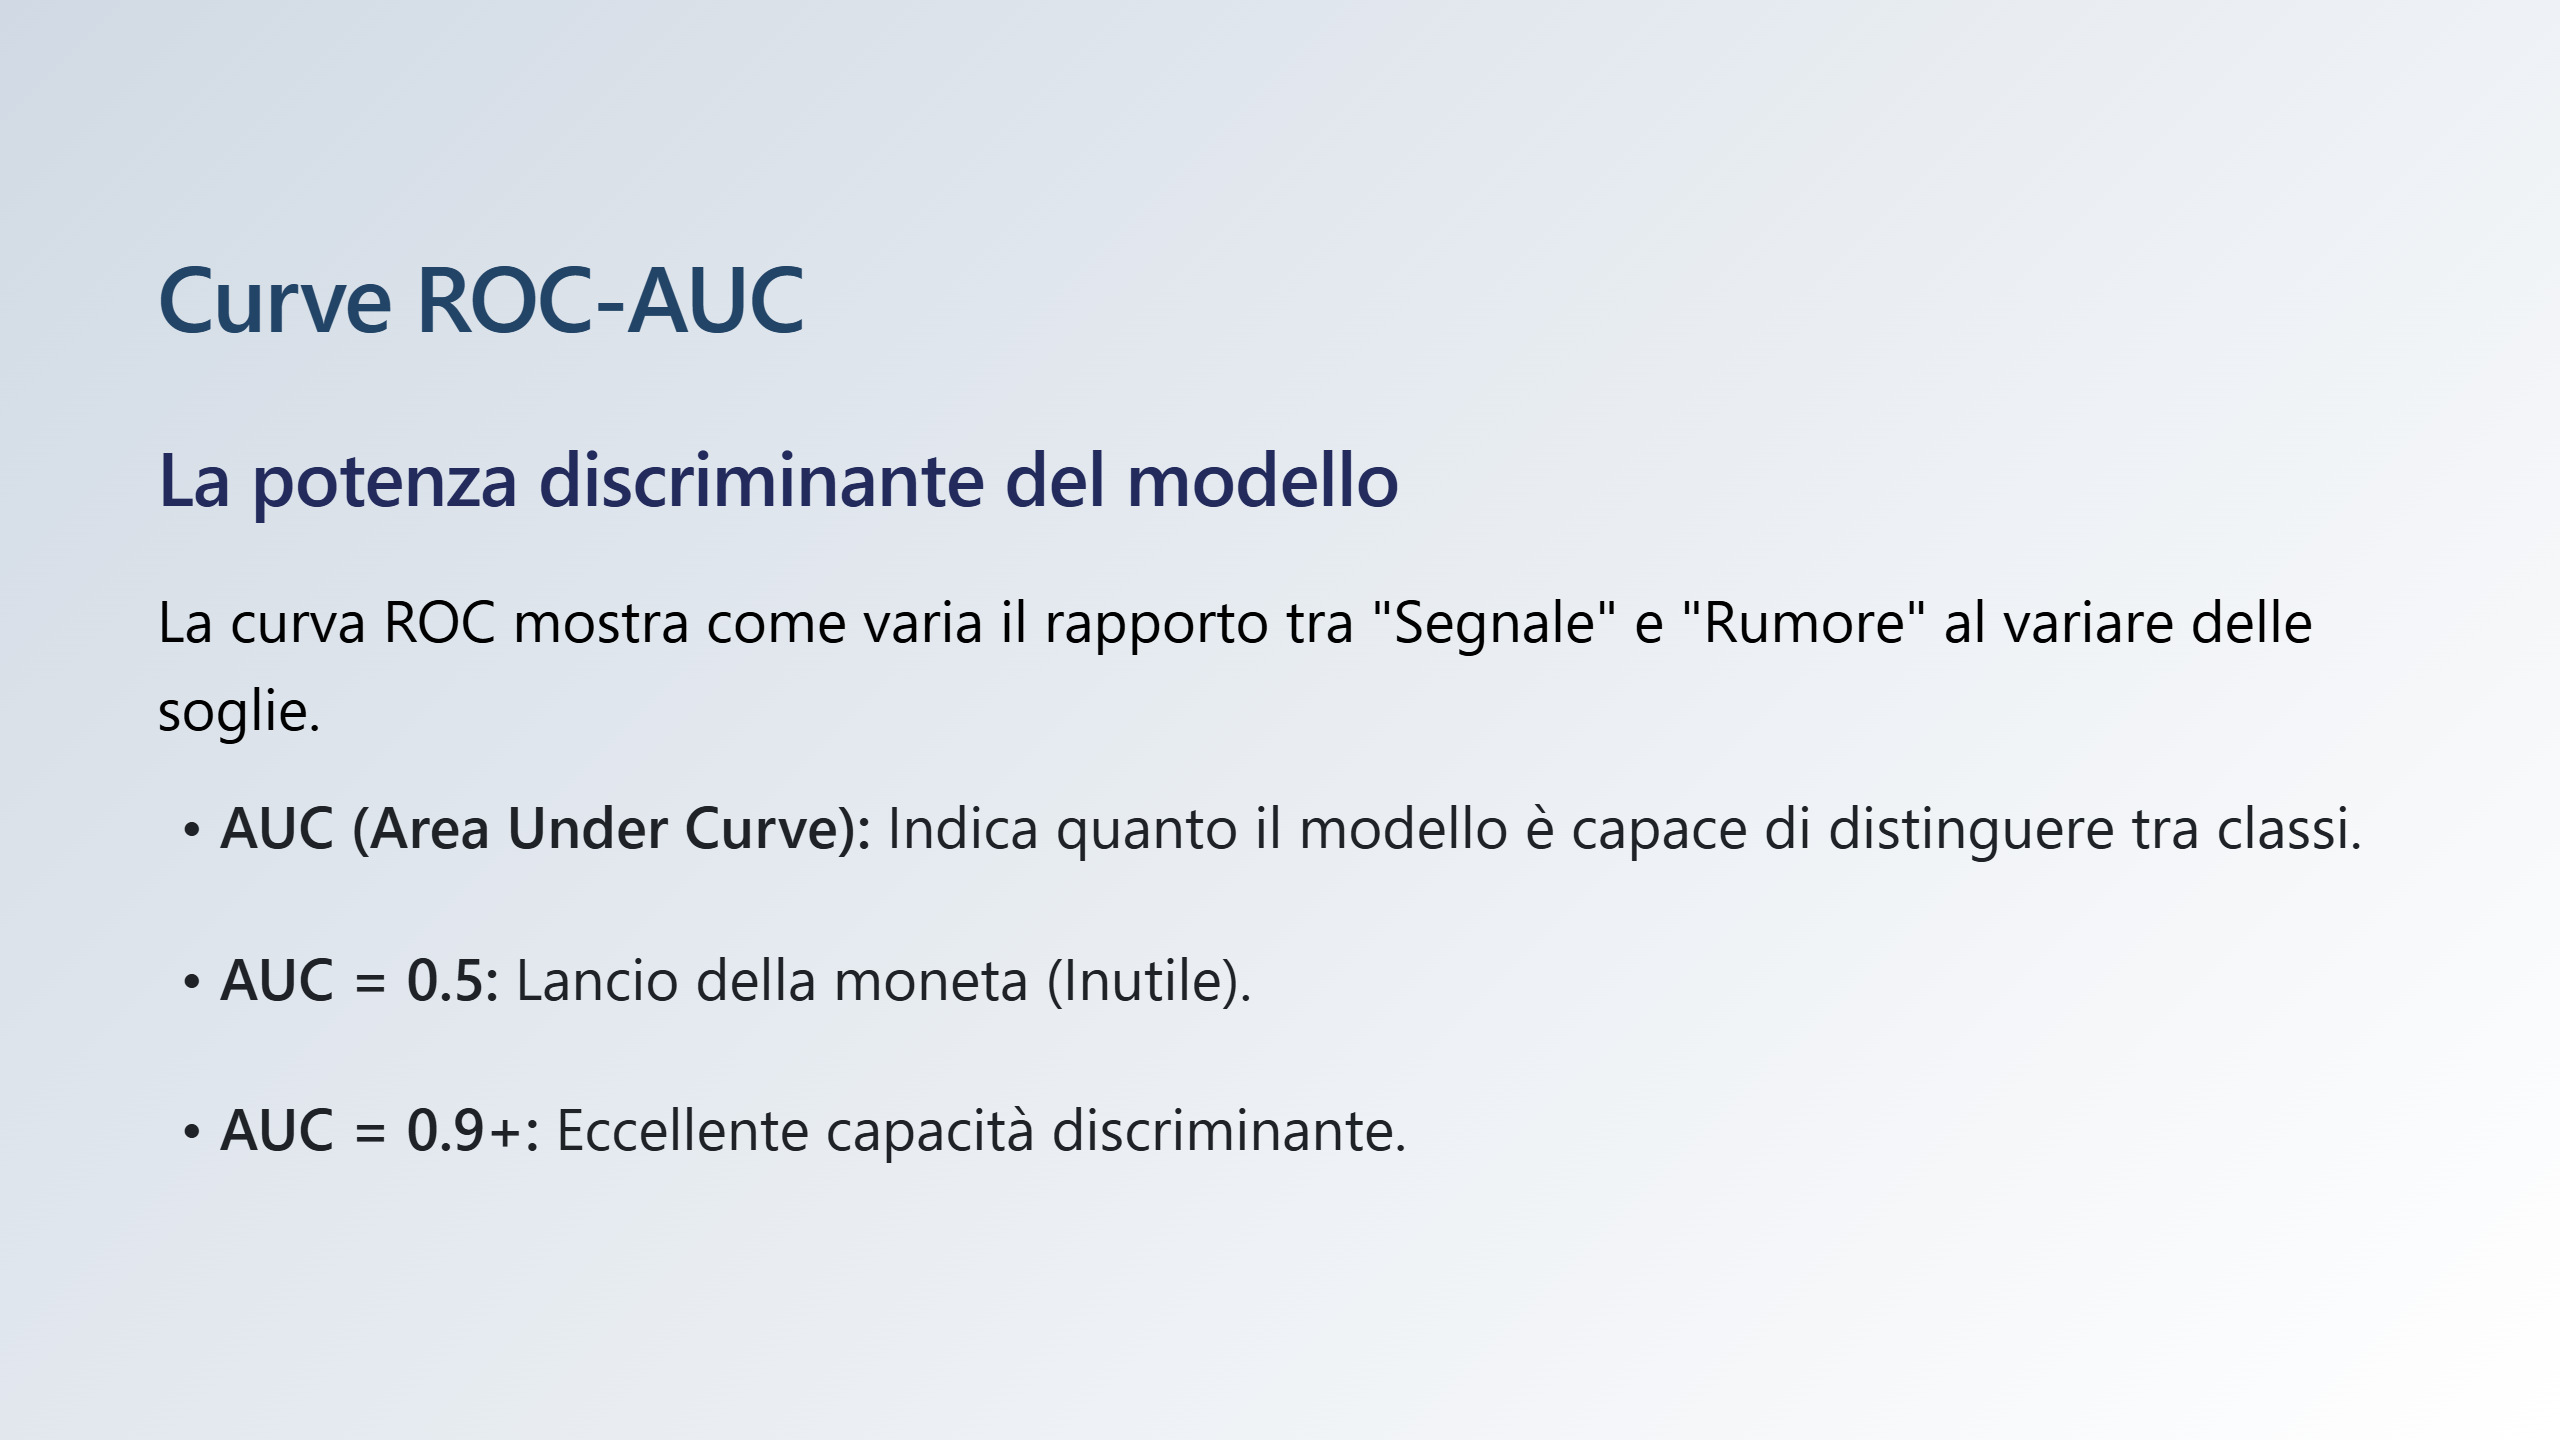 Curve ROC-AUC
La potenza discriminante del modello
La curva ROC mostra come varia il rapporto tra "Segnale" e "Rumore" al variare delle
soglie.
• AUC (Area Under Curve): Indica quanto il modello è capace di distinguere tra classi.
• AUC = 0.5: Lancio della moneta (Inutile).
• AUC = 0.9+: Eccellente capacità discriminante.